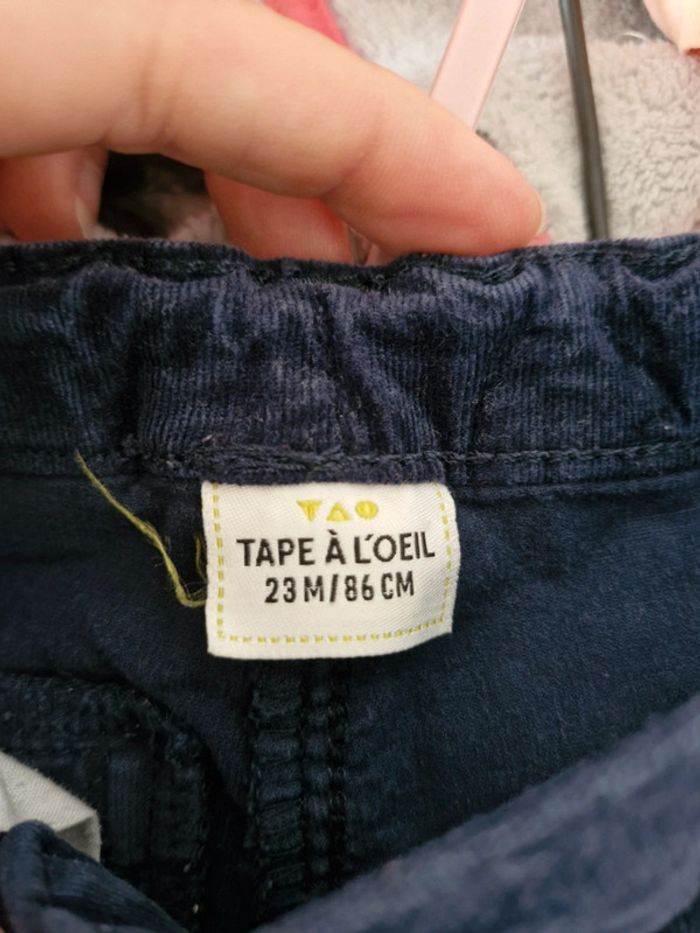 TAO
TAPE À L'OEIL
23 M/86 CM